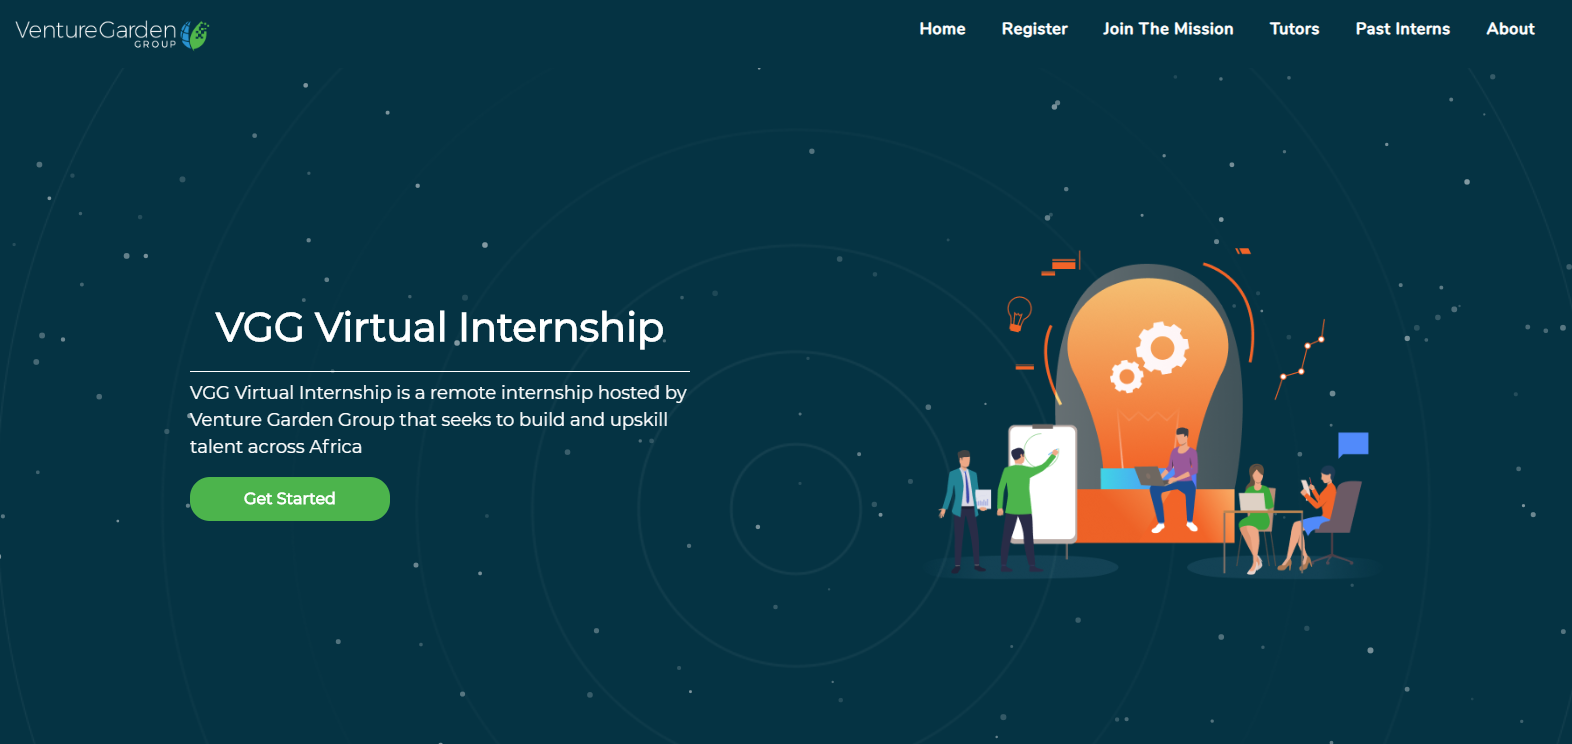 VentureGarden
GROUP
Home Register Join The Mission Tutors Past Interns About
VGG Virtual Internship
VGG Virtual Internship is a remote internship hosted by
Venture Garden Group that seeks to build and upskill
talent across Africa
Get Started